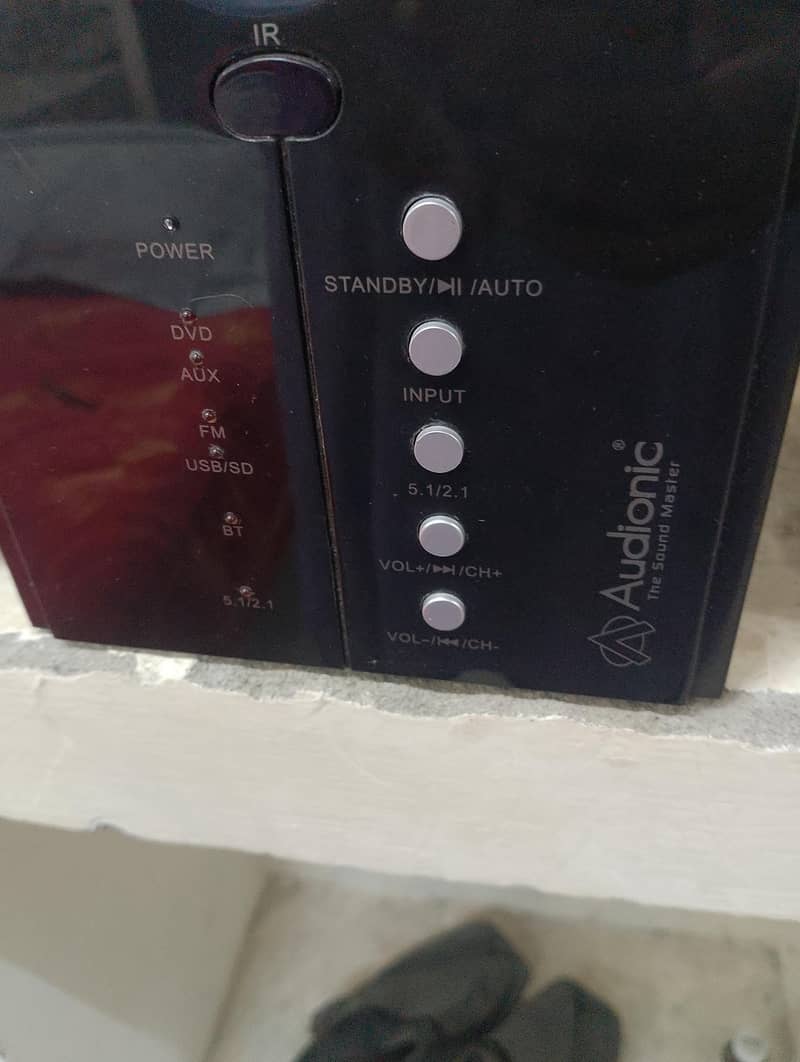 IR
POWER
DVD
AUX
FM
USB/SD
BT
5.1/2.1
STANDBY/⏯/AUTO
INPUT
5.1/2.1
VOL+/⏭/CH+
VOL-/⏮/CH-
Audionic®
The Sound Master